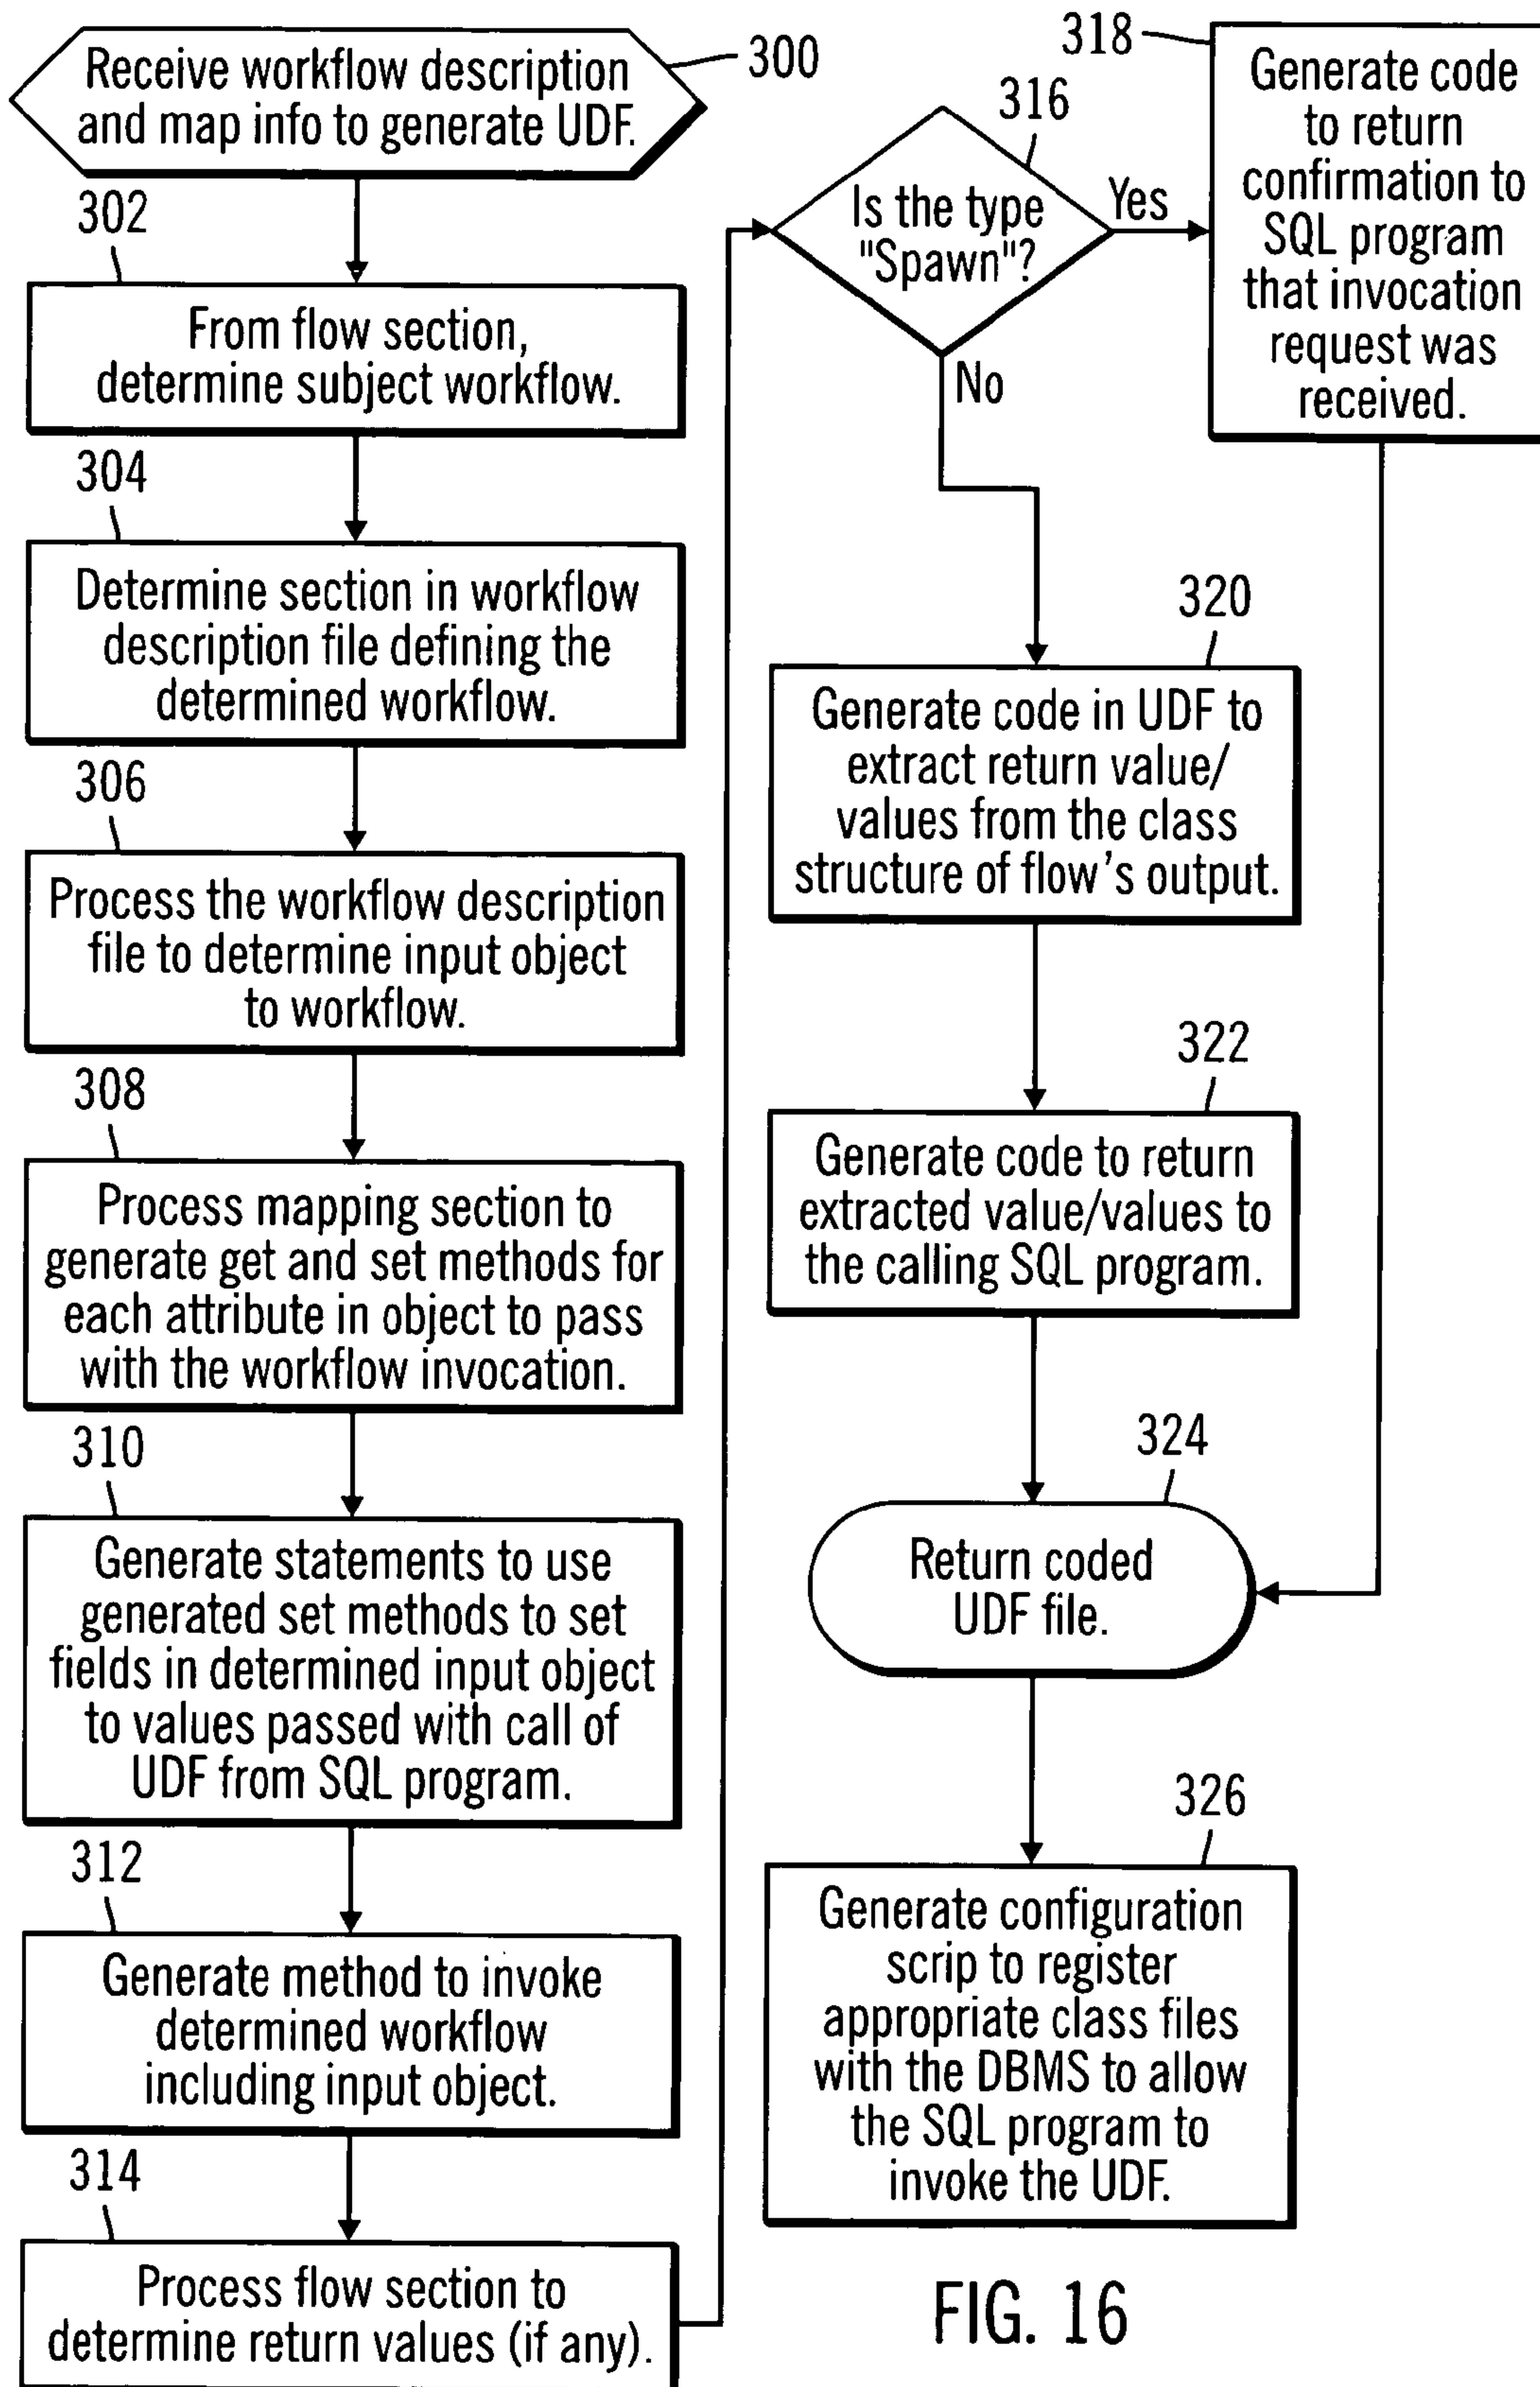 300
Receive workflow description
and map info to generate UDF.
302
From flow section,
determine subject workflow.
304
Determine section in workflow
description file defining the
determined workflow.
306
Process the workflow description
file to determine input object
to workflow.
308
Process mapping section to
generate get and set methods for
each attribute in object to pass
with the workflow invocation.
310
Generate statements to use
generated set methods to set
fields in determined input object
to values passed with call of
UDF from SQL program.
312
Generate method to invoke
determined workflow
including input object.
314
Process flow section to
determine return values (if any).
316
Is the type
"Spawn"?
Yes
No
318
Generate code
to return
confirmation to
SQL program
that invocation
request was
received.
320
Generate code in UDF to
extract return value/
values from the class
structure of flow's output.
322
Generate code to return
extracted value/values to
the calling SQL program.
324
Return coded
UDF file.
326
Generate configuration
scrip to register
appropriate class files
with the DBMS to allow
the SQL program to
invoke the UDF.
FIG. 16